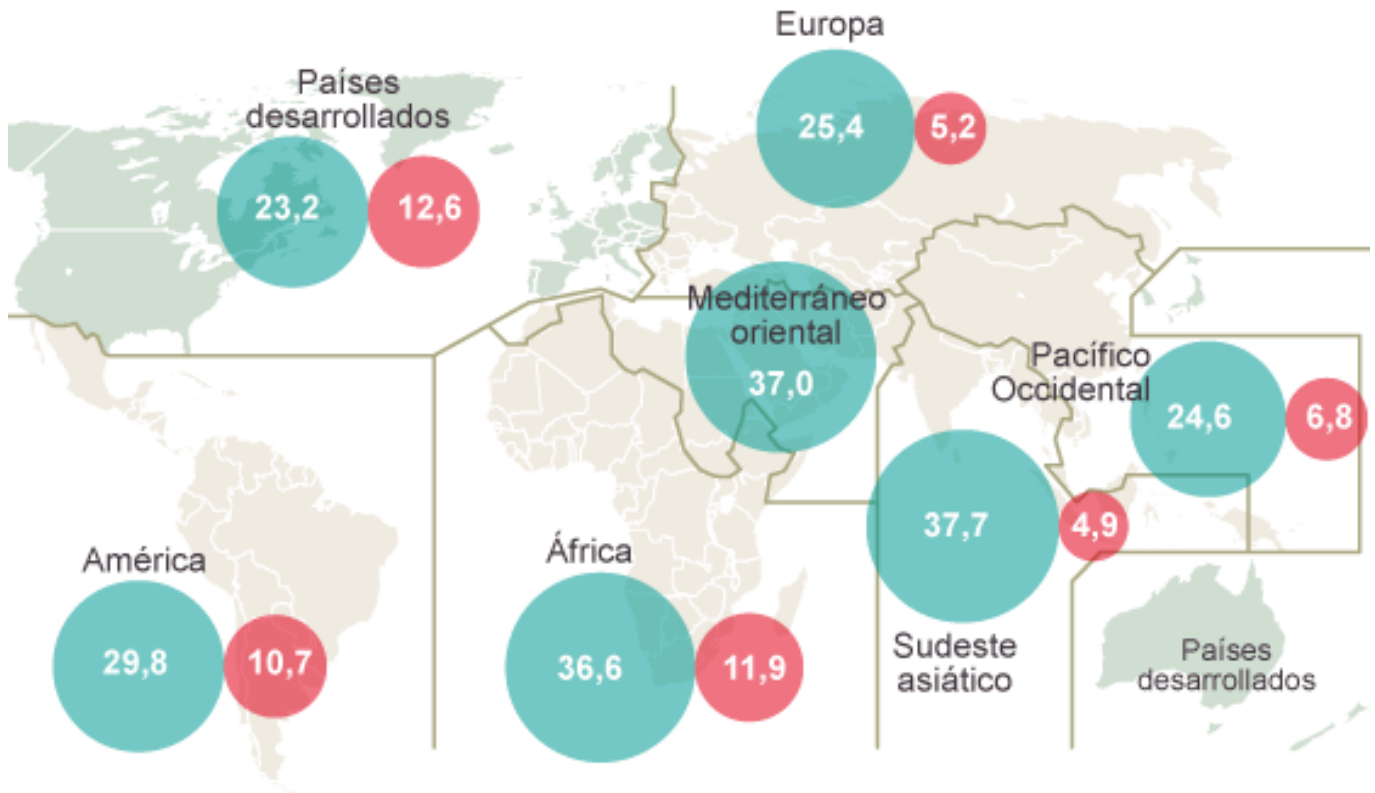 Europa
25,4
5,2
Países
desarrollados
23,2
12,6
Mediterráneo
oriental
37,0
Pacífico
Occidental
24,6
6,8
América
29,8
10,7
África
36,6
11,9
37,7
4,9
Sudeste
asiático
Países
desarrollados